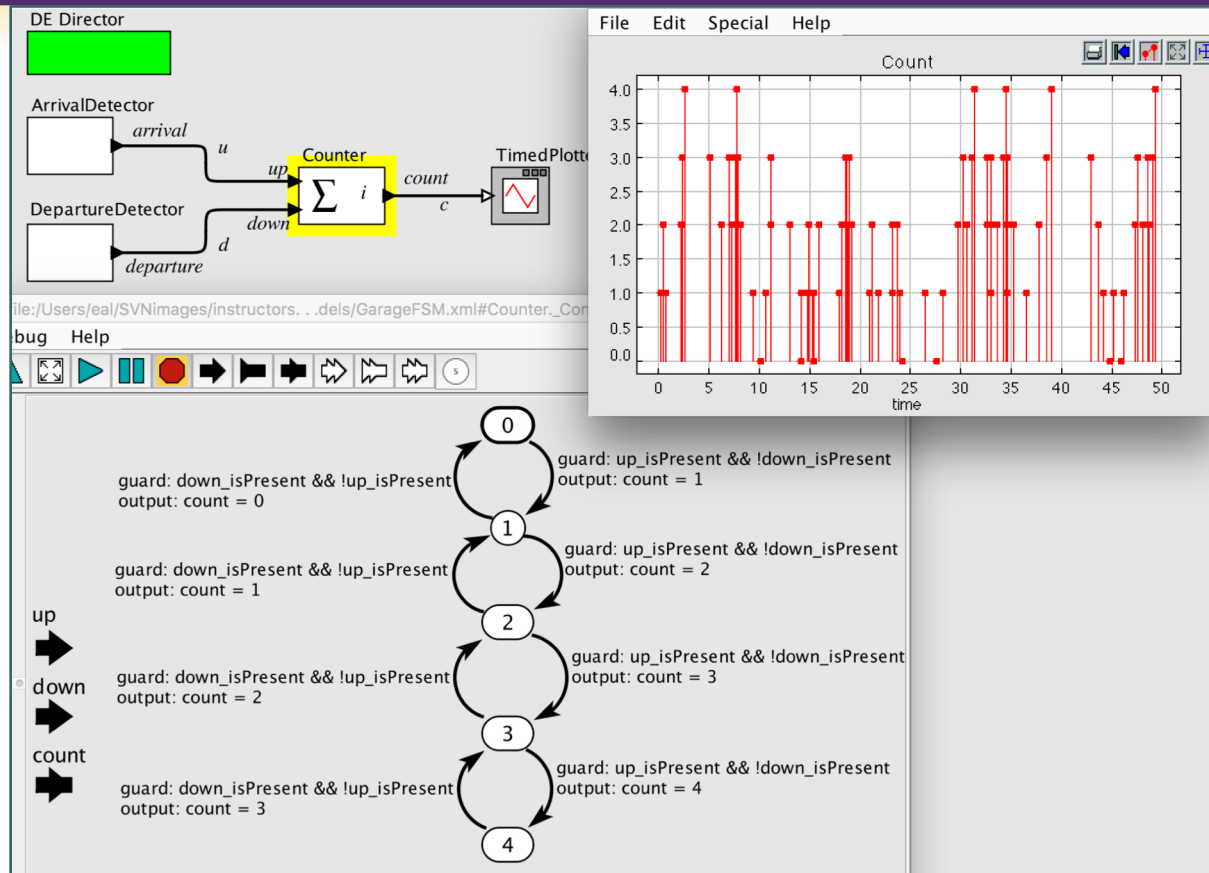 DE Director
ArrivalDetector
arrival
u
up
Counter
Σ i
count
c
TimedPlotte
DepartureDetector
down
d
departure
File Edit Special Help
Count
4.0
3.5
3.0
2.5
2.0
1.5
1.0
0.5
0.0
0 5 10 15 20 25 30 35 40 45 50
time
ile:/Users/eal/SVNimages/instructors. . .dels/GarageFSM.xml#Counter._Con
bug Help
s
0
guard: down_isPresent && !up_isPresent
output: count = 0
guard: up_isPresent && !down_isPresent
output: count = 1
1
guard: down_isPresent && !up_isPresent
output: count = 1
guard: up_isPresent && !down_isPresent
output: count = 2
2
up
down
count
guard: down_isPresent && !up_isPresent
output: count = 2
guard: up_isPresent && !down_isPresent
output: count = 3
3
guard: down_isPresent && !up_isPresent
output: count = 3
guard: up_isPresent && !down_isPresent
output: count = 4
4